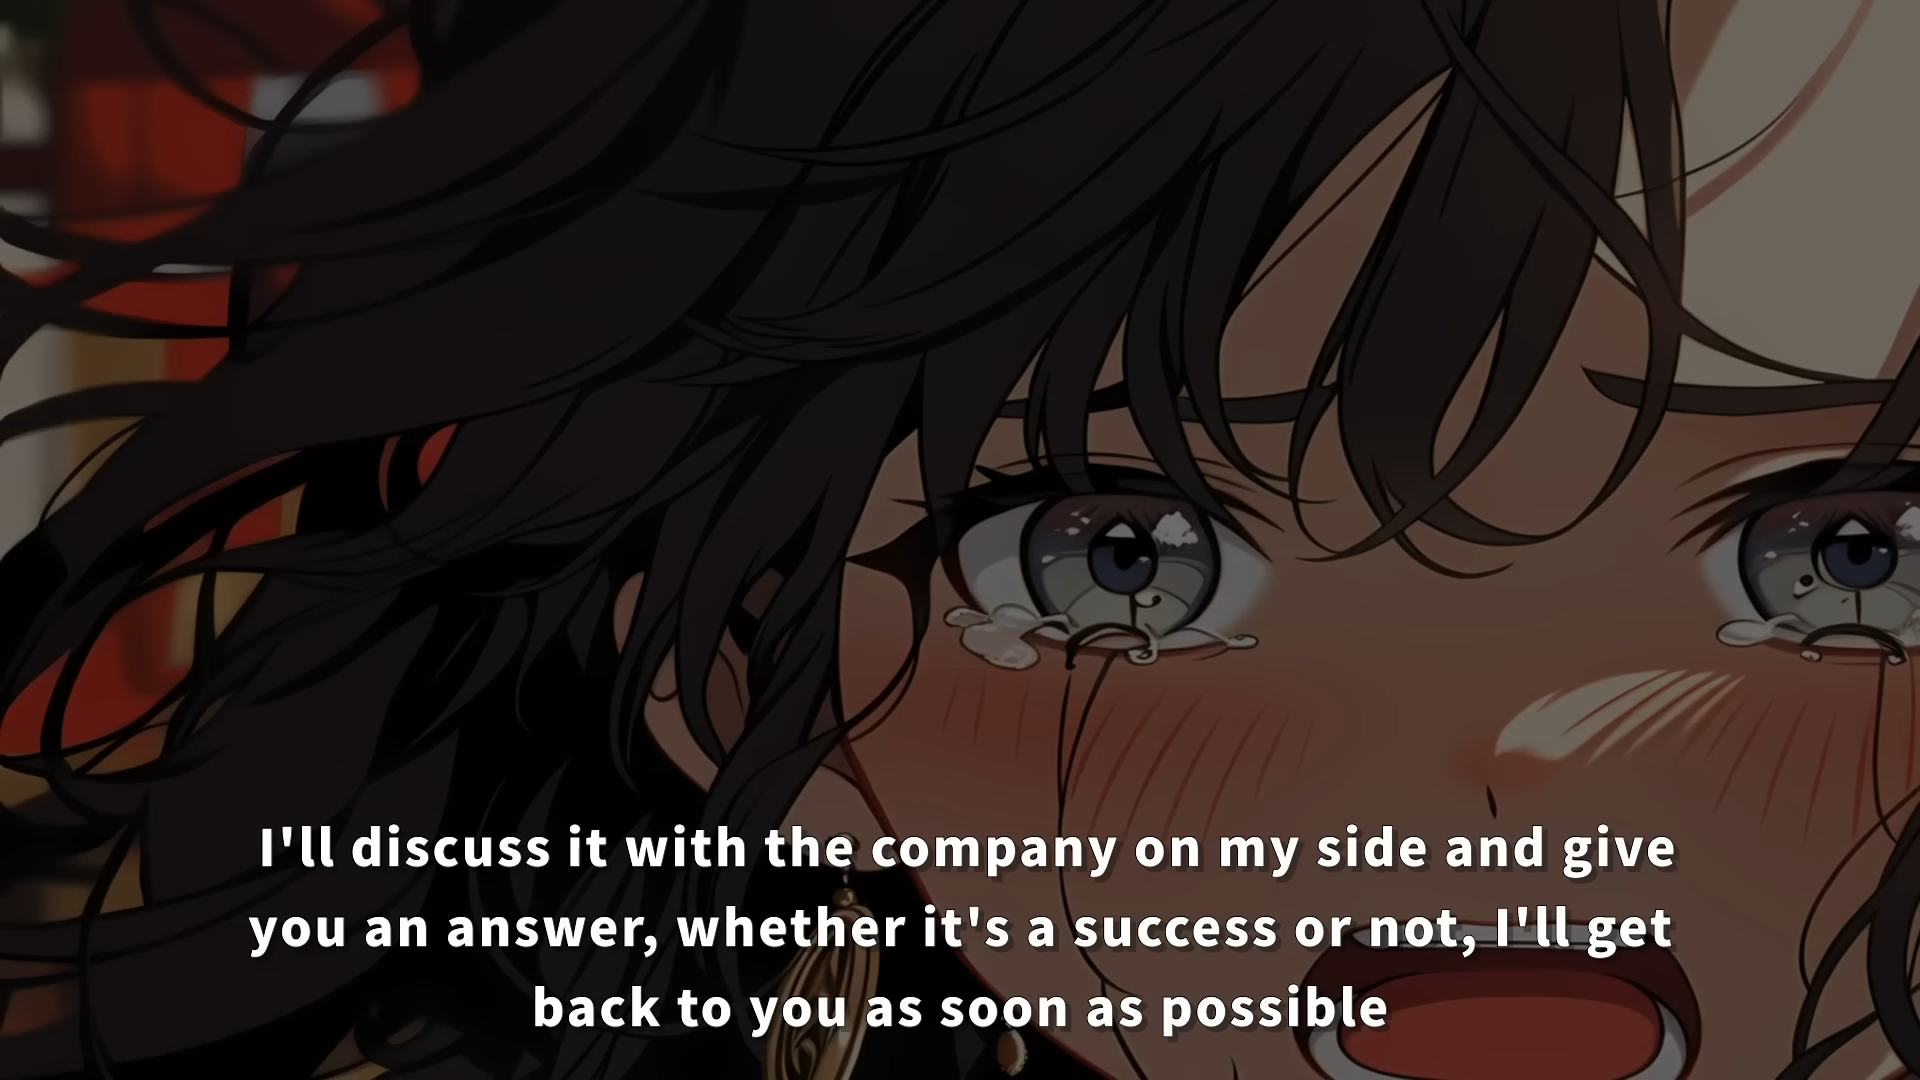 I'll discuss it with the company on my side and give
you an answer, whether it's a success or not, I'll get
back to you as soon as possible